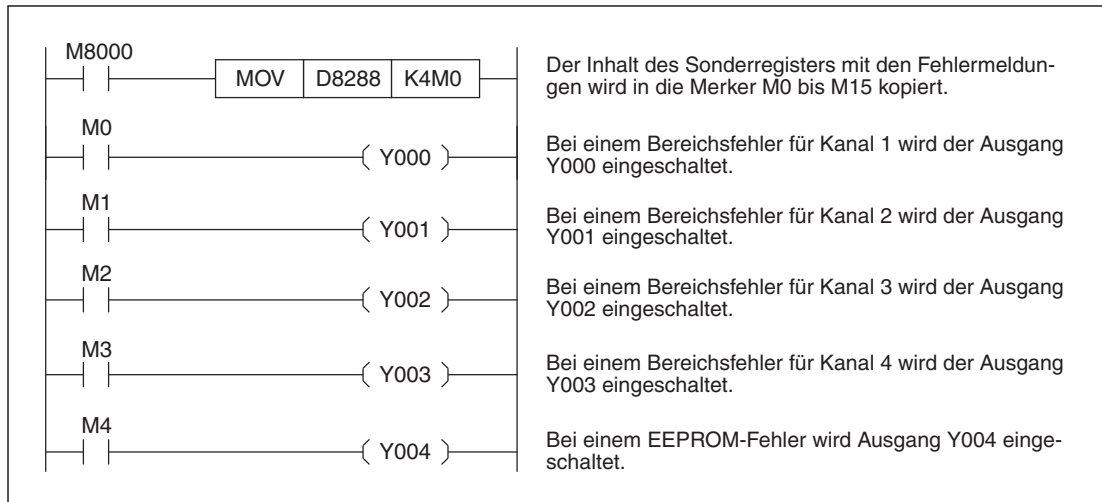 M8000
MOV D8288 K4M0
Der Inhalt des Sonderregisters mit den Fehlermeldun-
gen wird in die Merker M0 bis M15 kopiert.
M0
Y000
Bei einem Bereichsfehler für Kanal 1 wird der Ausgang
Y000 eingeschaltet.
M1
Y001
Bei einem Bereichsfehler für Kanal 2 wird der Ausgang
Y001 eingeschaltet.
M2
Y002
Bei einem Bereichsfehler für Kanal 3 wird der Ausgang
Y002 eingeschaltet.
M3
Y003
Bei einem Bereichsfehler für Kanal 4 wird der Ausgang
Y003 eingeschaltet.
M4
Y004
Bei einem EEPROM-Fehler wird Ausgang Y004 einge-
schaltet.